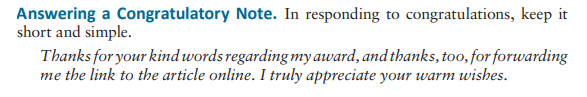 Answering a Congratulatory Note. In responding to congratulations, keep it
short and simple.
Thanks for your kind words regarding my award, and thanks, too, for forwarding
me the link to the article online. I truly appreciate your warm wishes.